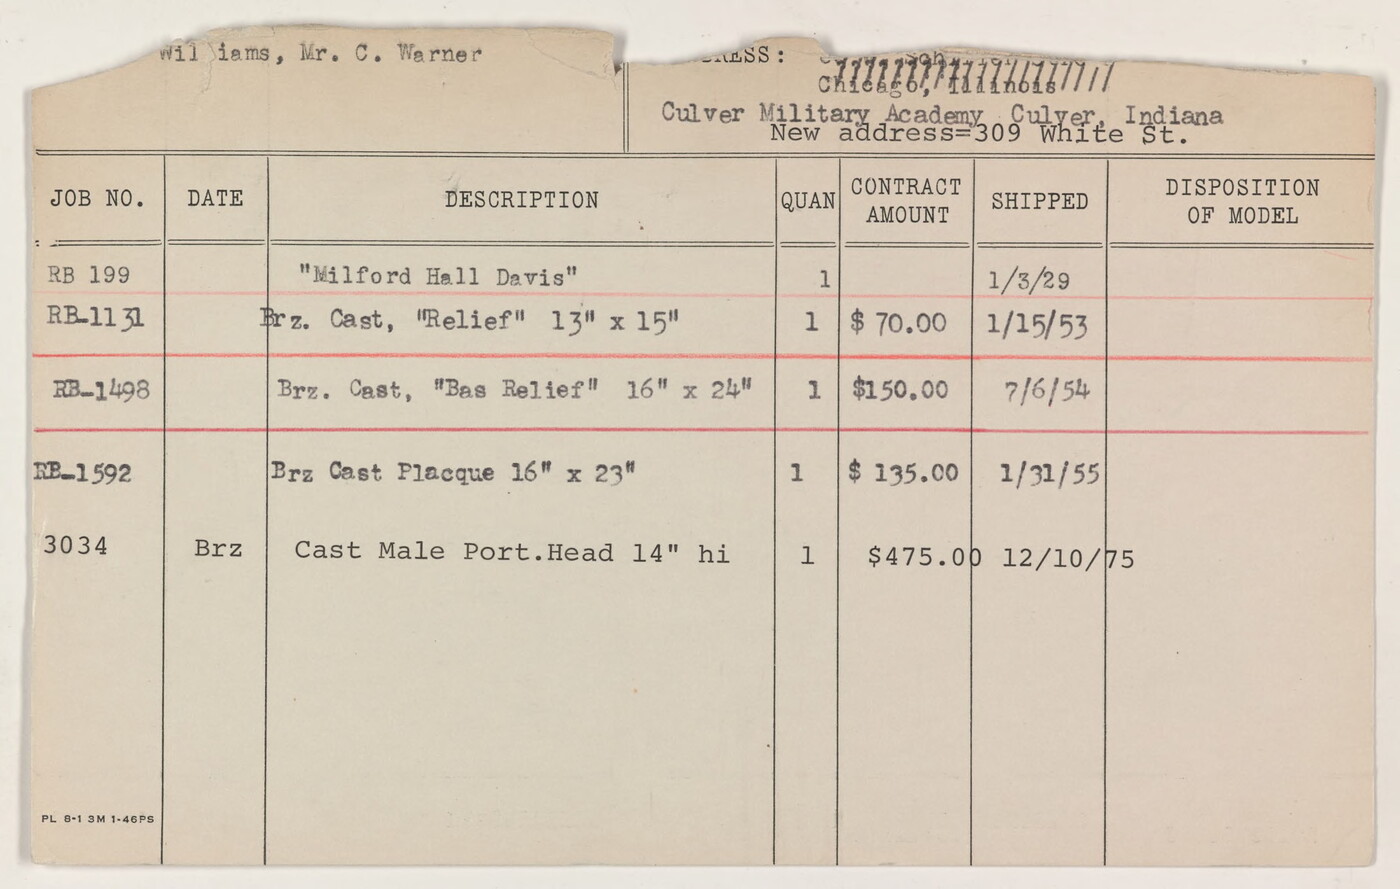 Williams, Mr. C. Warner
RESS:
Chicago, Illinois
Culver Military Academy Culver, Indiana
New address=309 White St.
JOB NO. DATE DESCRIPTION QUAN CONTRACT AMOUNT SHIPPED DISPOSITION OF MODEL
RB 199 "Milford Hall Davis" 1 1/3/29
RB-1131 Brz. Cast, "Relief" 13" x 15" 1 $ 70.00 1/15/53
RB-1498 Brz. Cast, "Bas Relief" 16" x 24" 1 $150.00 7/6/54
RB-1592 Brz Cast Placque 16" x 23" 1 $ 135.00 1/31/55
3034 Brz Cast Male Port.Head 14" hi 1 $475.00 12/10/75
PL 8-1 3M 1-46PS